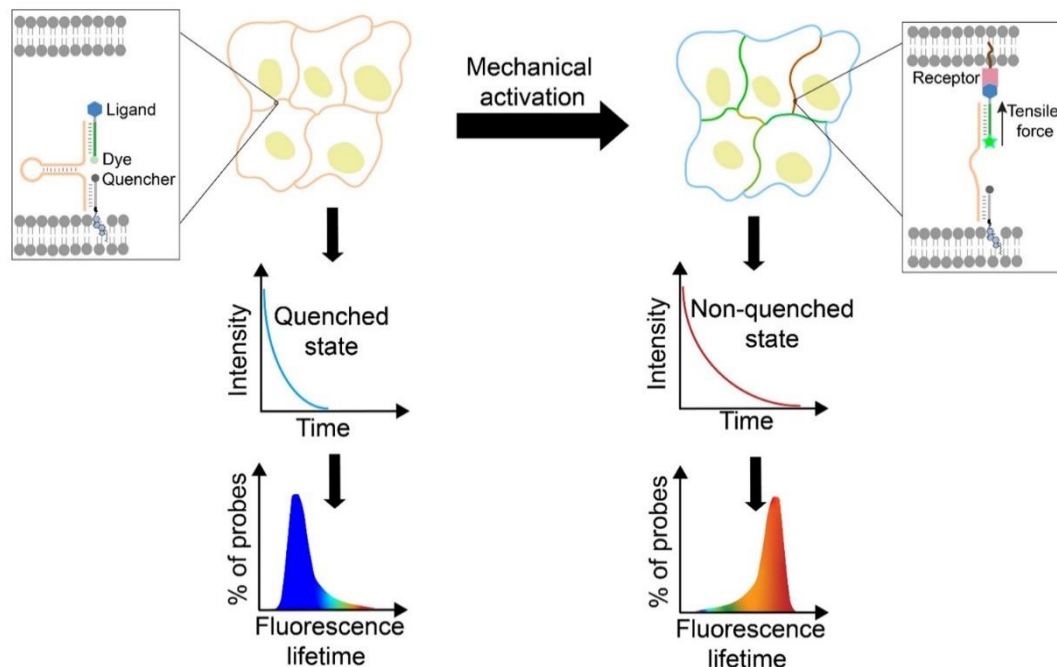 Ligand
Dye
Quencher
Mechanical
activation
Receptor
Tensile
force
Intensity
Quenched
state
Time
Intensity
Non-quenched
state
Time
% of probes
Fluorescence
lifetime
% of probes
Fluorescence
lifetime